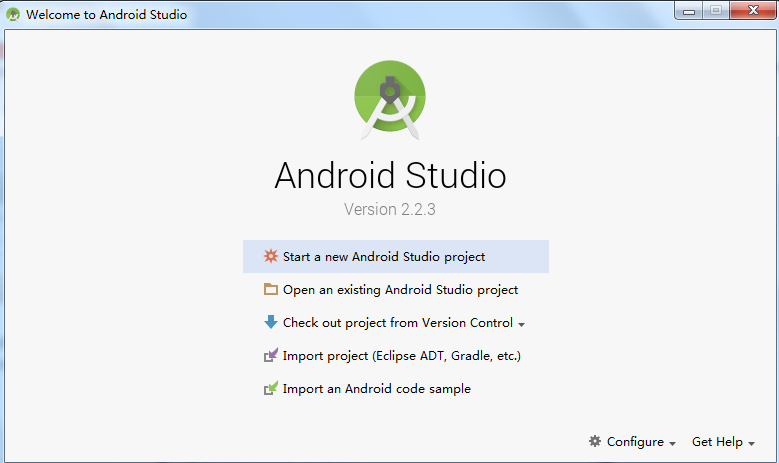 Welcome to Android Studio
Android Studio
Version 2.2.3
Start a new Android Studio project
Open an existing Android Studio project
Check out project from Version Control
Import project (Eclipse ADT, Gradle, etc.)
Import an Android code sample
Configure Get Help